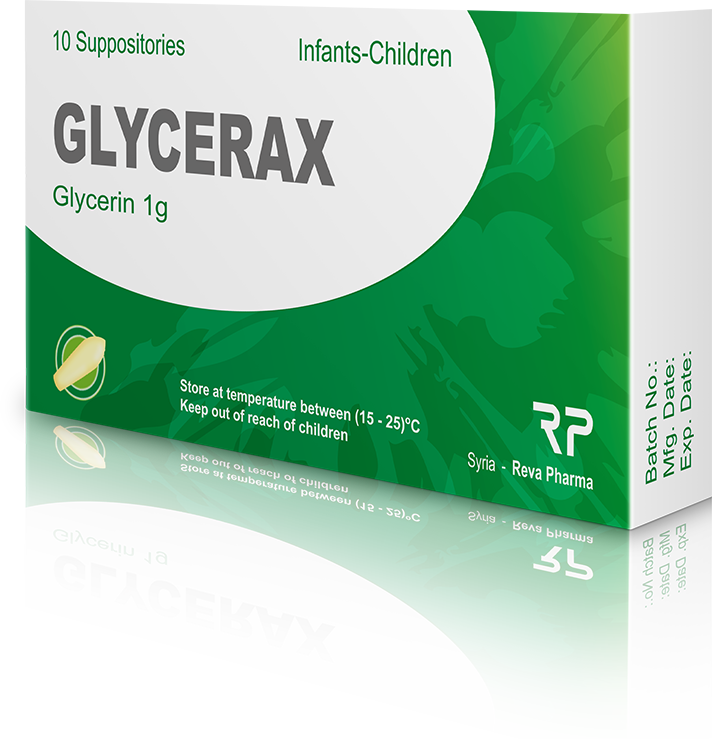 10 Suppositories
Infants-Children
GLYCERAX
Glycerin 1g
Store at temperature between (15 - 25)°C
Keep out of reach of children
RP
Syria - Reva Pharma
Batch No.:
Mfg. Date:
Exp. Date: